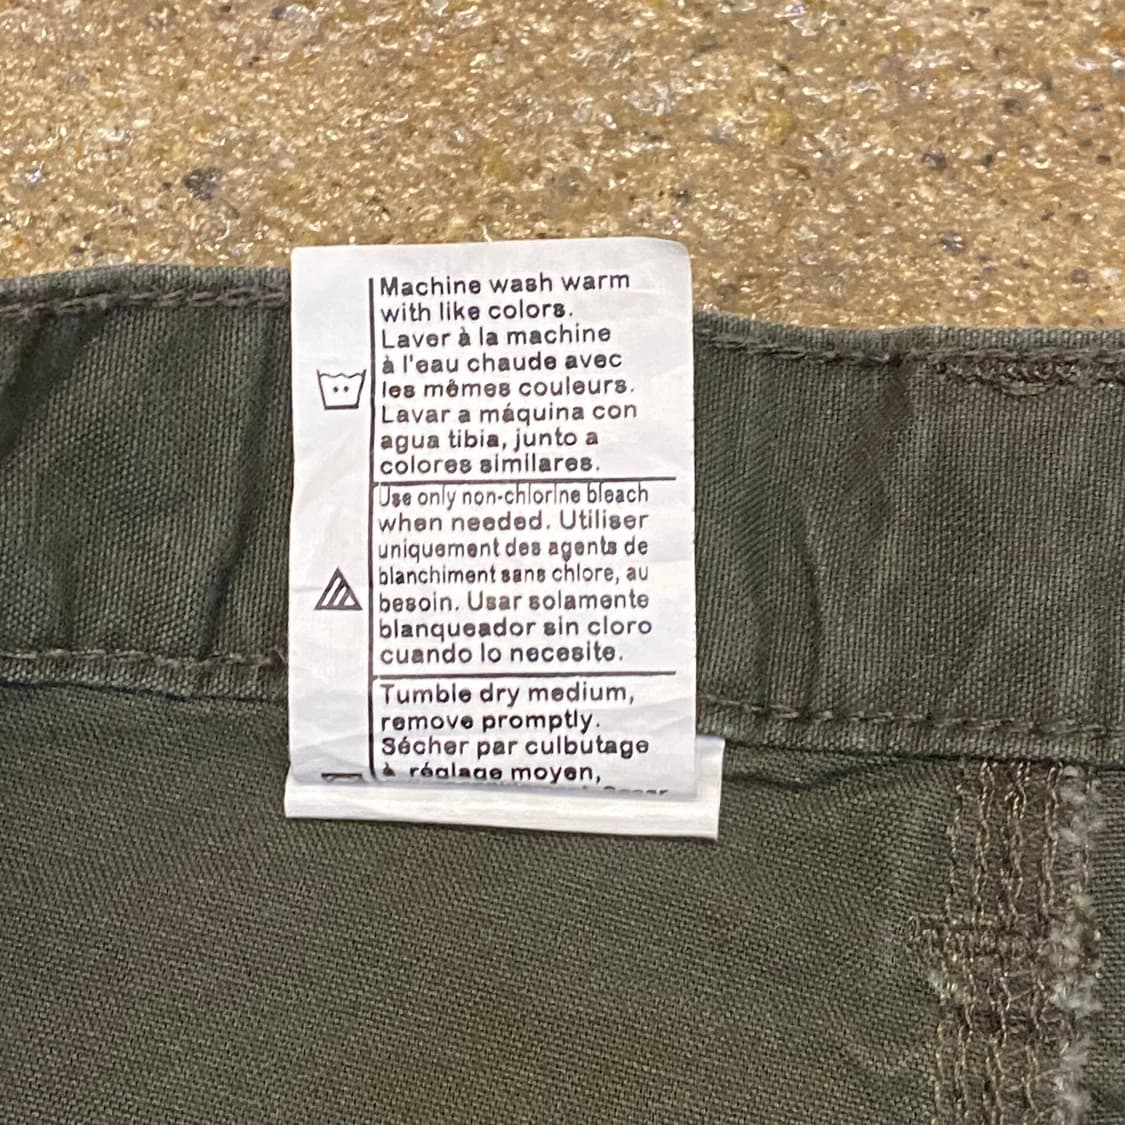 Machine wash warm
with like colors.
Laver à la machine
à l'eau chaude avec
les mêmes couleurs.
Lavar a máquina con
agua tibia, junto a
colores similares.
Use only non-chlorine bleach
when needed. Utiliser
uniquement des agents de
blanchiment sans chlore, au
besoin. Usar solamente
blanqueador sin cloro
cuando lo necesite.
Tumble dry medium,
remove promptly.
Sécher par culbutage
à réglage moyen,